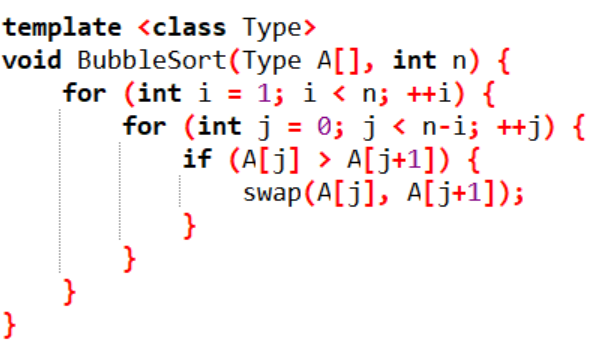 template <class Type>
void BubbleSort(Type A[], int n) {
    for (int i = 1; i < n; ++i) {
        for (int j = 0; j < n-i; ++j) {
            if (A[j] > A[j+1]) {
                swap(A[j], A[j+1]);
            }
        }
    }
}